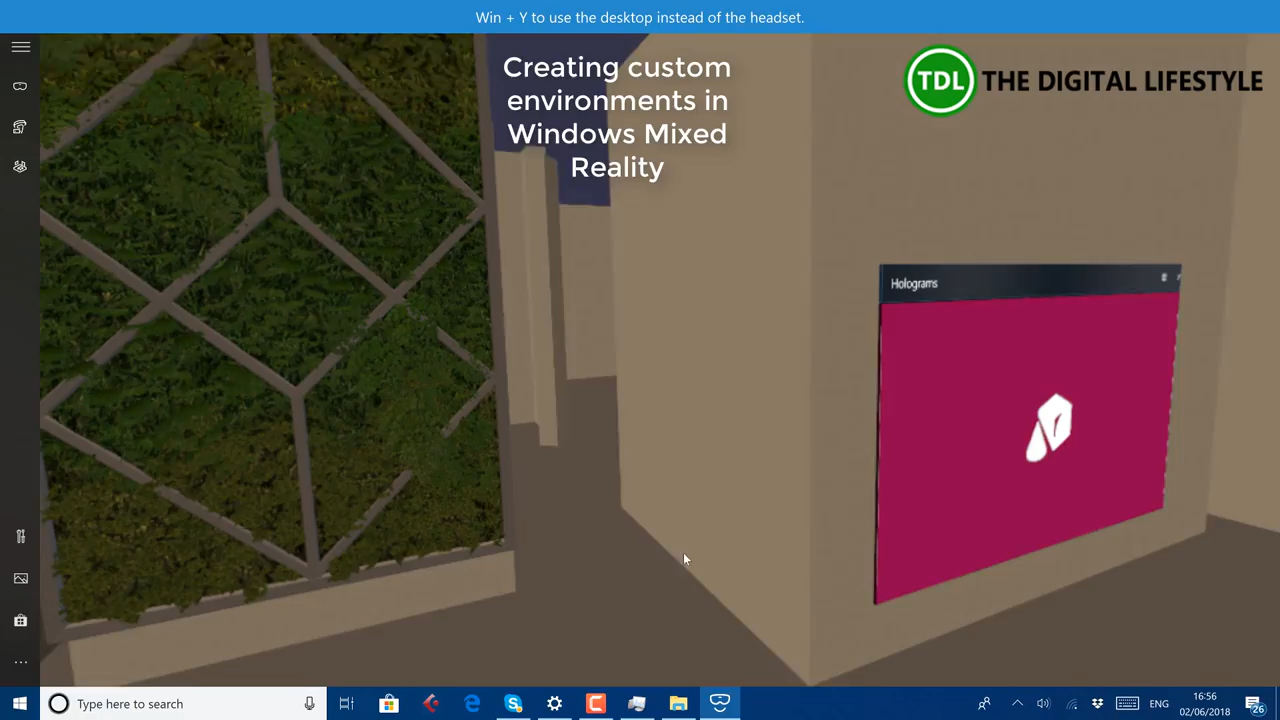 Win + Y to use the desktop instead of the headset.
Creating custom
environments in
Windows Mixed
Reality
TDL THE DIGITAL LIFESTYLE
Holograms
Type here to search
ENG
16:56
02/06/2018
26